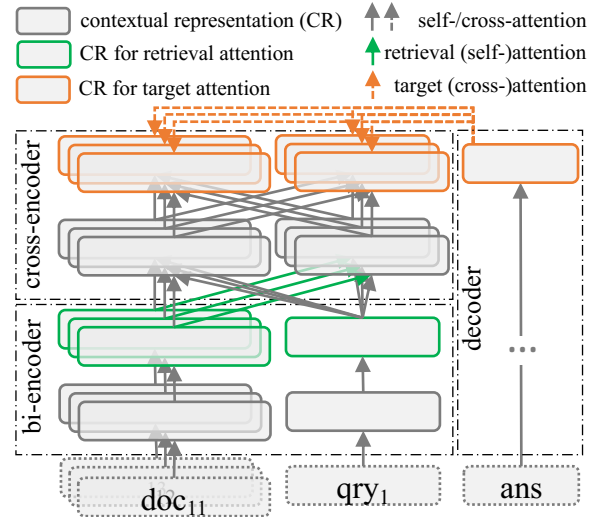 contextual representation (CR)
self-/cross-attention
CR for retrieval attention
retrieval (self-)attention
CR for target attention
target (cross-)attention
cross-encoder
bi-encoder
decoder
...
doc11
qry1
ans